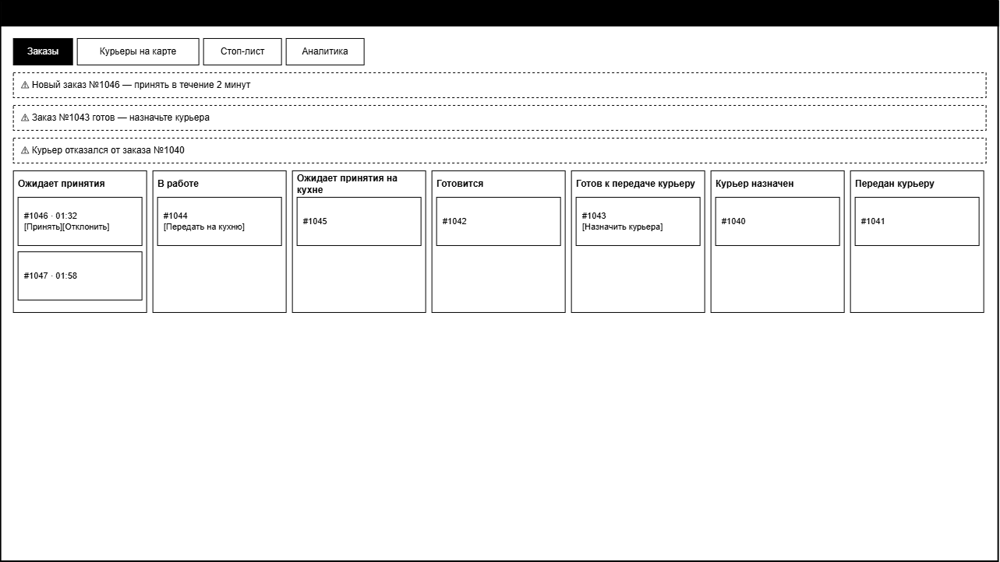 Заказы
Курьеры на карте
Стоп-лист
Аналитика
⚠ Новый заказ №1046 — принять в течение 2 минут
⚠ Заказ №1043 готов — назначьте курьера
⚠ Курьер отказался от заказа №1040
Ожидает принятия
#1046 · 01:32
[Принять][Отклонить]
#1047 · 01:58
В работе
#1044
[Передать на кухню]
Ожидает принятия на
кухне
#1045
Готовится
#1042
Готов к передаче курьеру
#1043
[Назначить курьера]
Курьер назначен
#1040
Передан курьеру
#1041